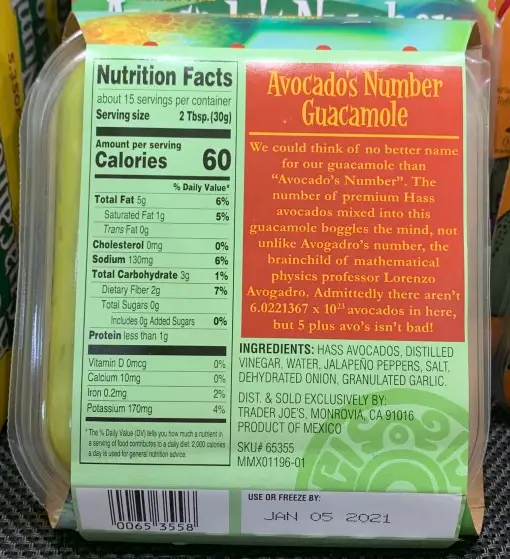 Nutrition Facts
about 15 servings per container
Serving size 2 Tbsp. (30g)
Amount per serving
Calories 60
% Daily Value*
Total Fat 5g 6%
Saturated Fat 1g 5%
Trans Fat 0g
Cholesterol 0mg 0%
Sodium 130mg 6%
Total Carbohydrate 3g 1%
Dietary Fiber 2g 7%
Total Sugars 0g
Includes 0g Added Sugars 0%
Protein less than 1g
Vitamin D 0mcg 0%
Calcium 10mg 0%
Iron 0.2mg 2%
Potassium 170mg 4%
* The % Daily Value (DV) tells you how much a nutrient in
a serving of food contributes to a daily diet. 2,000 calories
a day is used for general nutrition advice.
0065 3558
Avocado's Number
Guacamole
We could think of no better name
for our guacamole than
"Avocado's Number". The
number of premium Hass
avocados mixed into this
guacamole boggles the mind, not
unlike Avogadro's number, the
brainchild of mathematical
physics professor Lorenzo
Avogadro. Admittedly there aren't
6.0221367 x 10²³ avocados in here,
but 5 plus avo's isn't bad!
INGREDIENTS: HASS AVOCADOS, DISTILLED
VINEGAR, WATER, JALAPEÑO PEPPERS, SALT,
DEHYDRATED ONION, GRANULATED GARLIC.
DIST. & SOLD EXCLUSIVELY BY:
TRADER JOE'S, MONROVIA, CA 91016
PRODUCT OF MEXICO
SKU# 65355
MMX01196-01
USE OR FREEZE BY:
JAN 05 2021